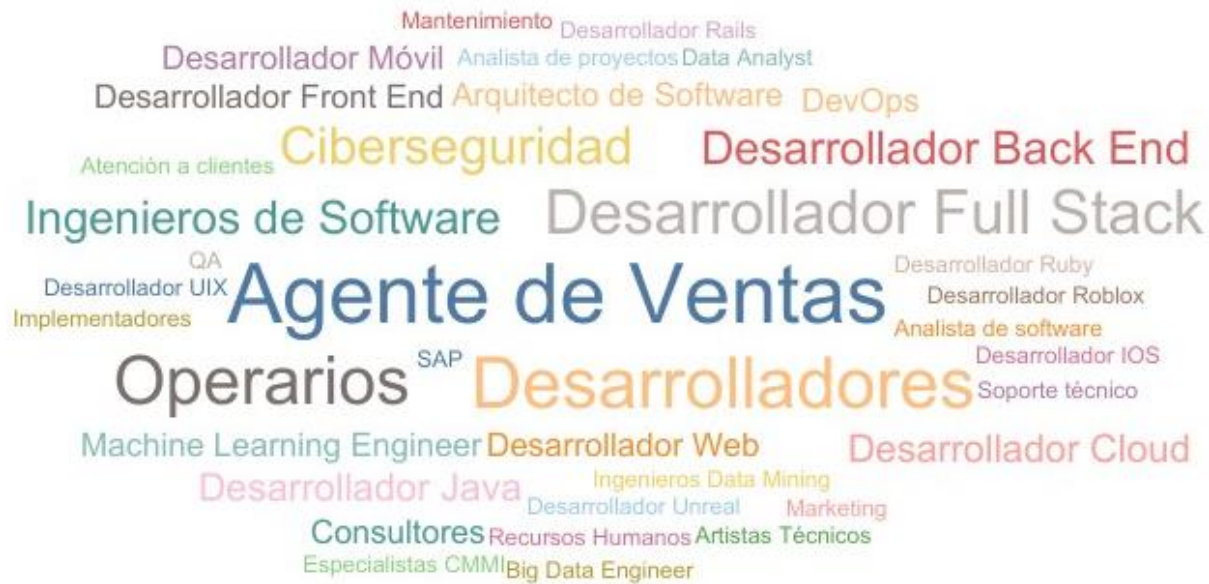 Mantenimiento Desarrollador Rails
Desarrollador Móvil Analista de proyectos Data Analyst
Desarrollador Front End Arquitecto de Software DevOps
Atención a clientes Ciberseguridad Desarrollador Back End
Ingenieros de Software Desarrollador Full Stack
QA
Desarrollador UIX
Implementadores
Agente de Ventas
Desarrollador Ruby
Desarrollador Roblox
Analista de software
Operarios SAP Desarrolladores
Desarrollador IOS
Soporte técnico
Machine Learning Engineer Desarrollador Web Desarrollador Cloud
Desarrollador Java Ingenieros Data Mining
Desarrollador Unreal Marketing
Consultores Recursos Humanos Artistas Técnicos
Especialistas CMMI Big Data Engineer